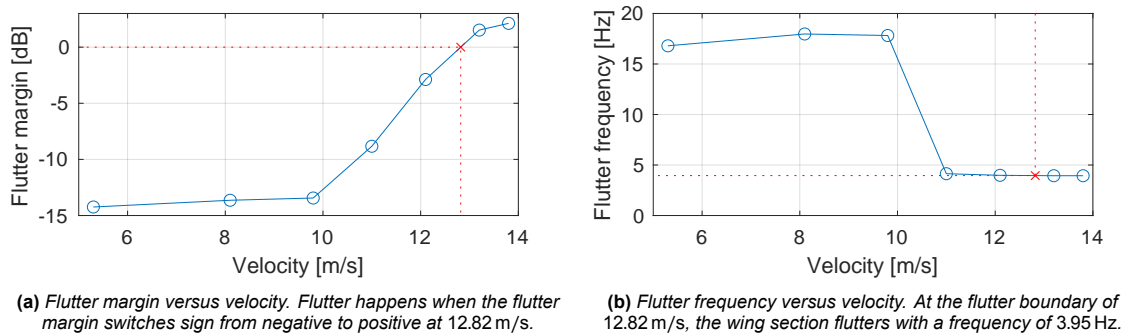 0
-5
-10
-15
Flutter margin [dB]
6 8 10 12 14
Velocity [m/s]
(a) Flutter margin versus velocity. Flutter happens when the flutter
margin switches sign from negative to positive at 12.82 m/s.
20
15
10
5
0
Flutter frequency [Hz]
6 8 10 12 14
Velocity [m/s]
(b) Flutter frequency versus velocity. At the flutter boundary of
12.82 m/s, the wing section flutters with a frequency of 3.95 Hz.